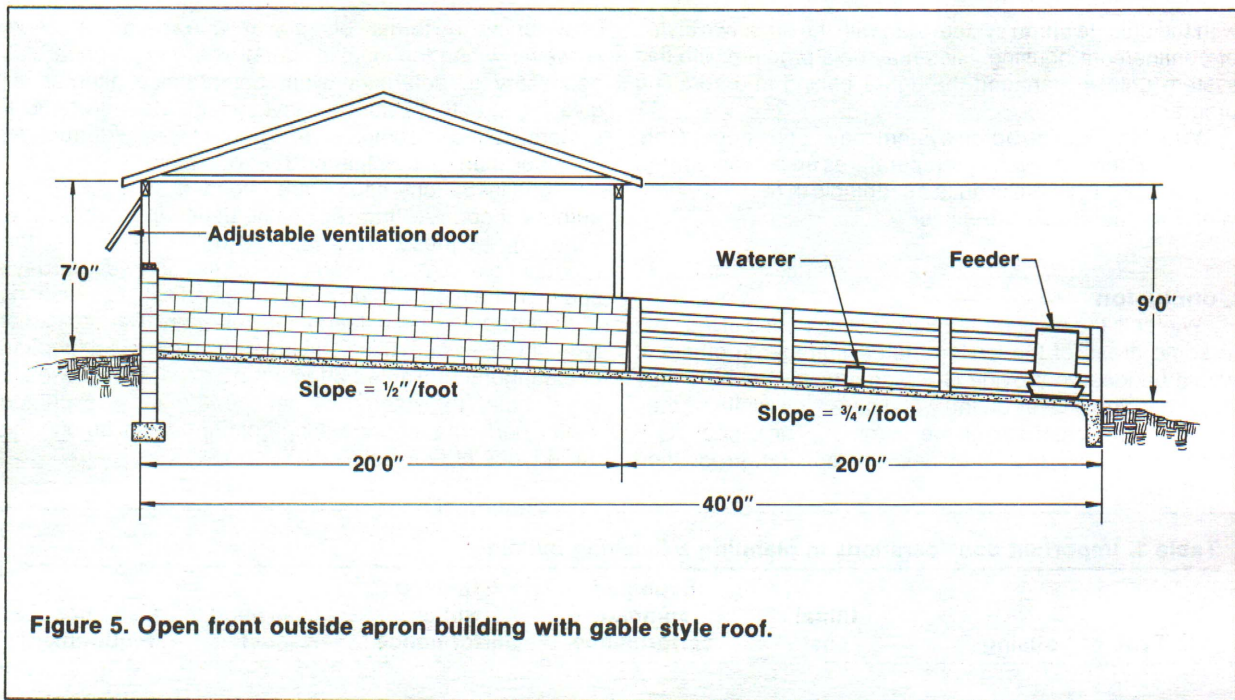 Adjustable ventilation door
7'0"
Waterer
Feeder
9'0"
Slope = ½"/foot
Slope = ¾"/foot
20'0"
20'0"
40'0"
Figure 5. Open front outside apron building with gable style roof.